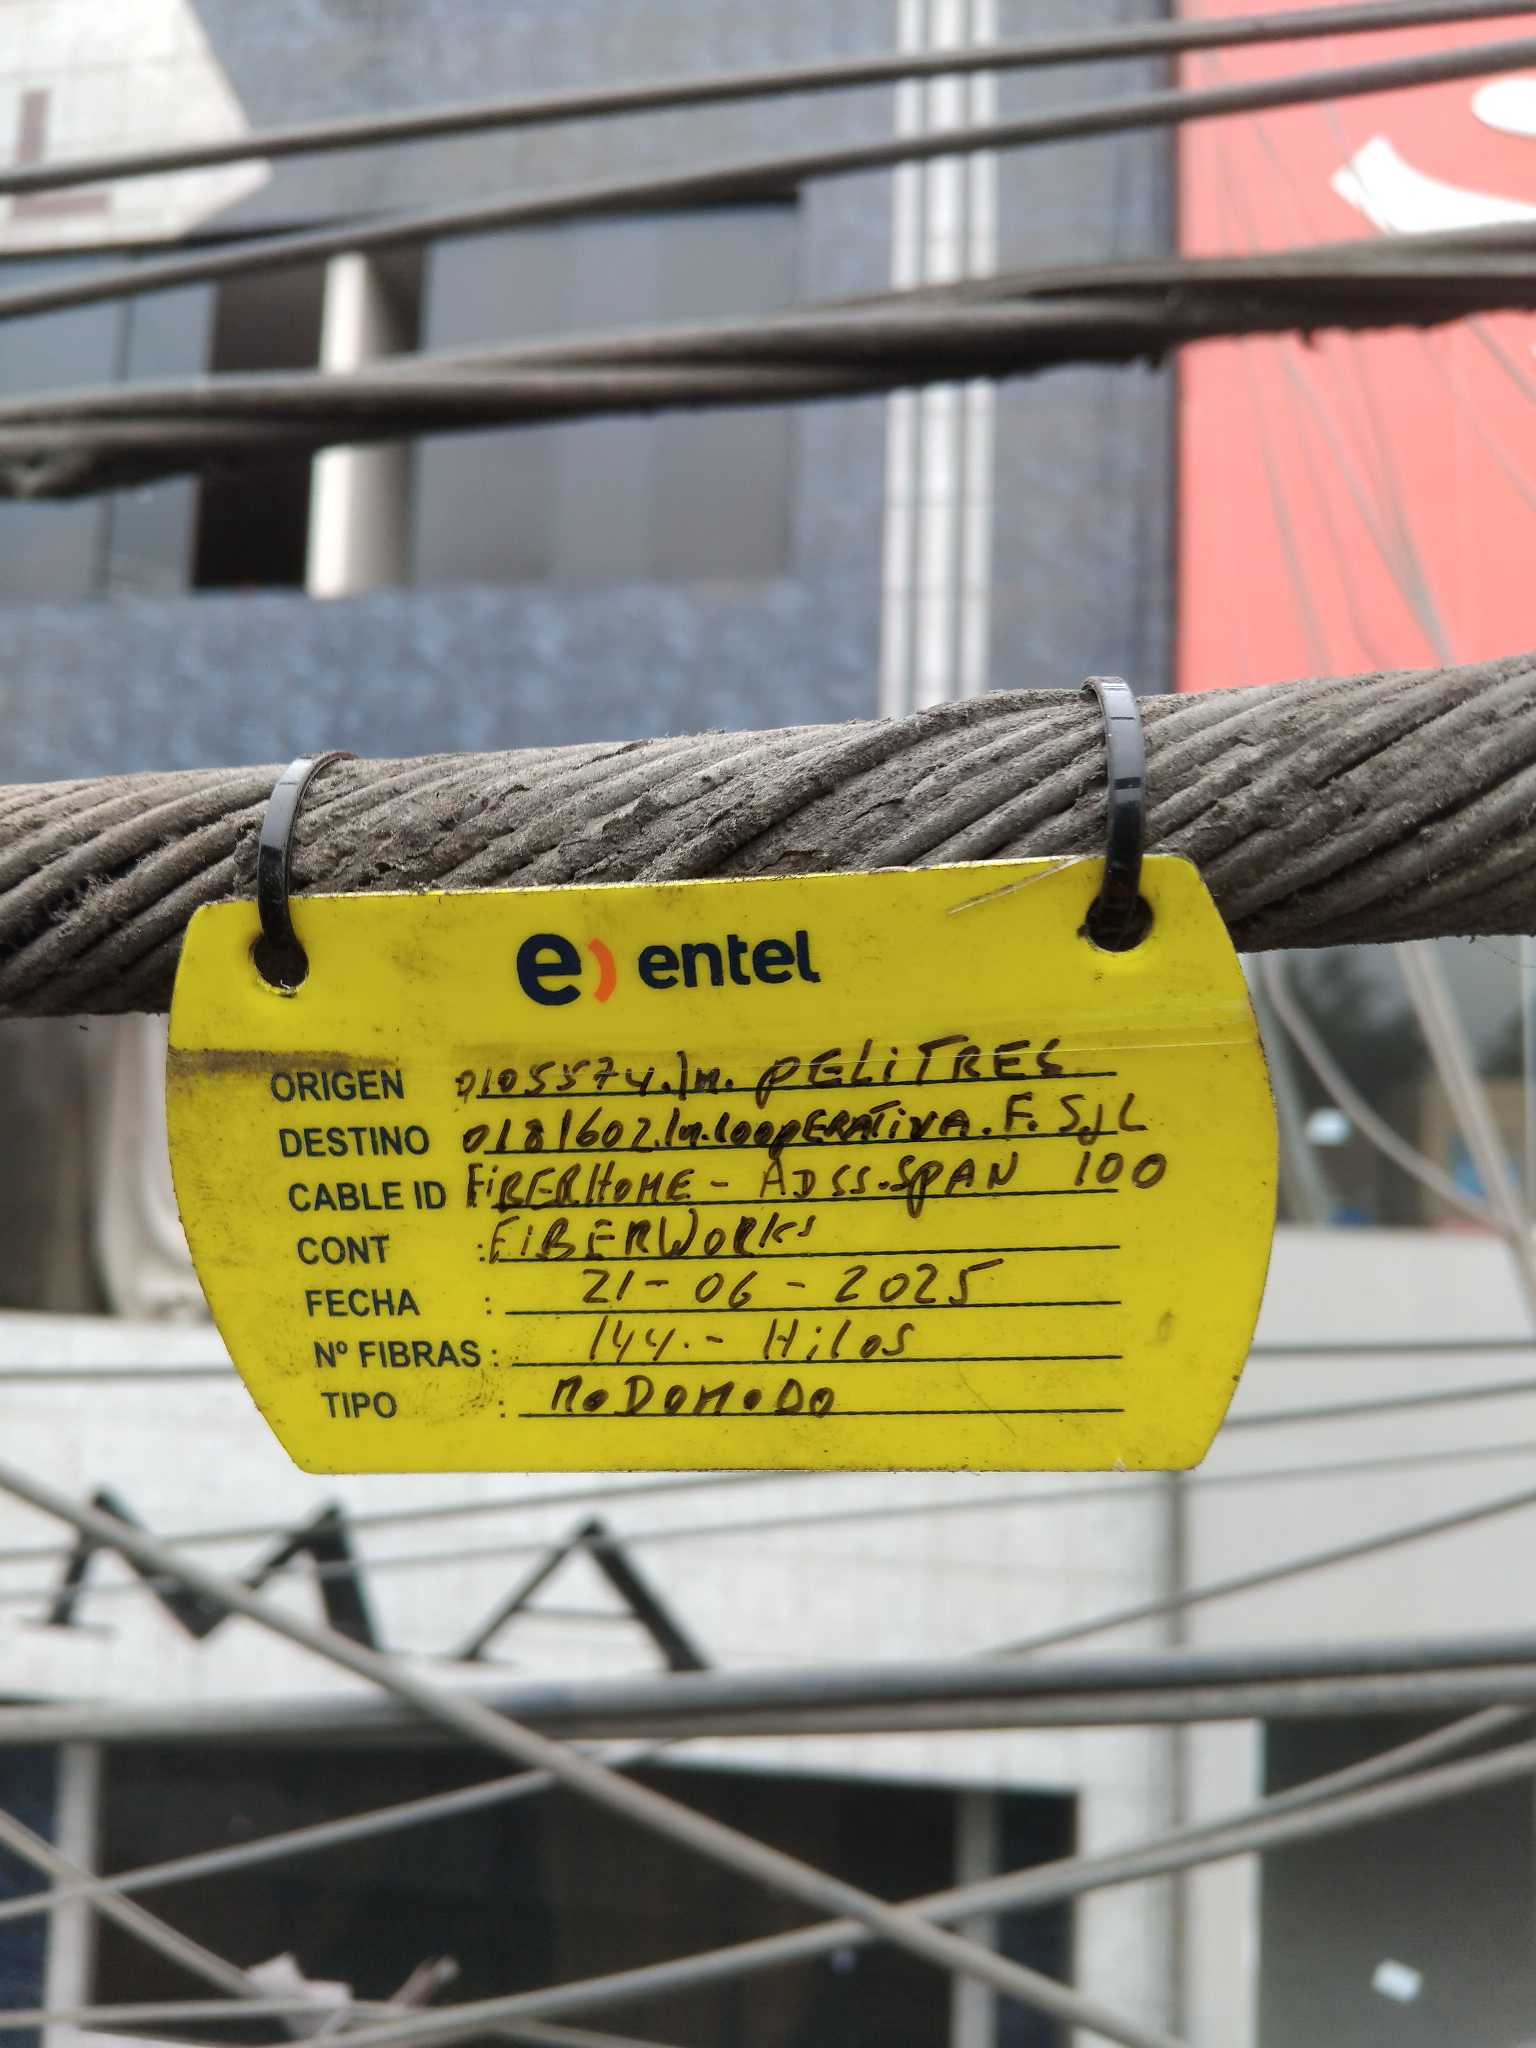 L
e) entel
ORIGEN 0105574.lm. PELiTRES
DESTINO 0181602.lm.COOPERATiVA. F. SJL
CABLE ID FiBERHOME - ADSS.SPAN 100
CONT : FiBERWORKs
FECHA : 21-06-2025
Nº FIBRAS : 144.- Hilos
TIPO : MoDOMoDO
MA